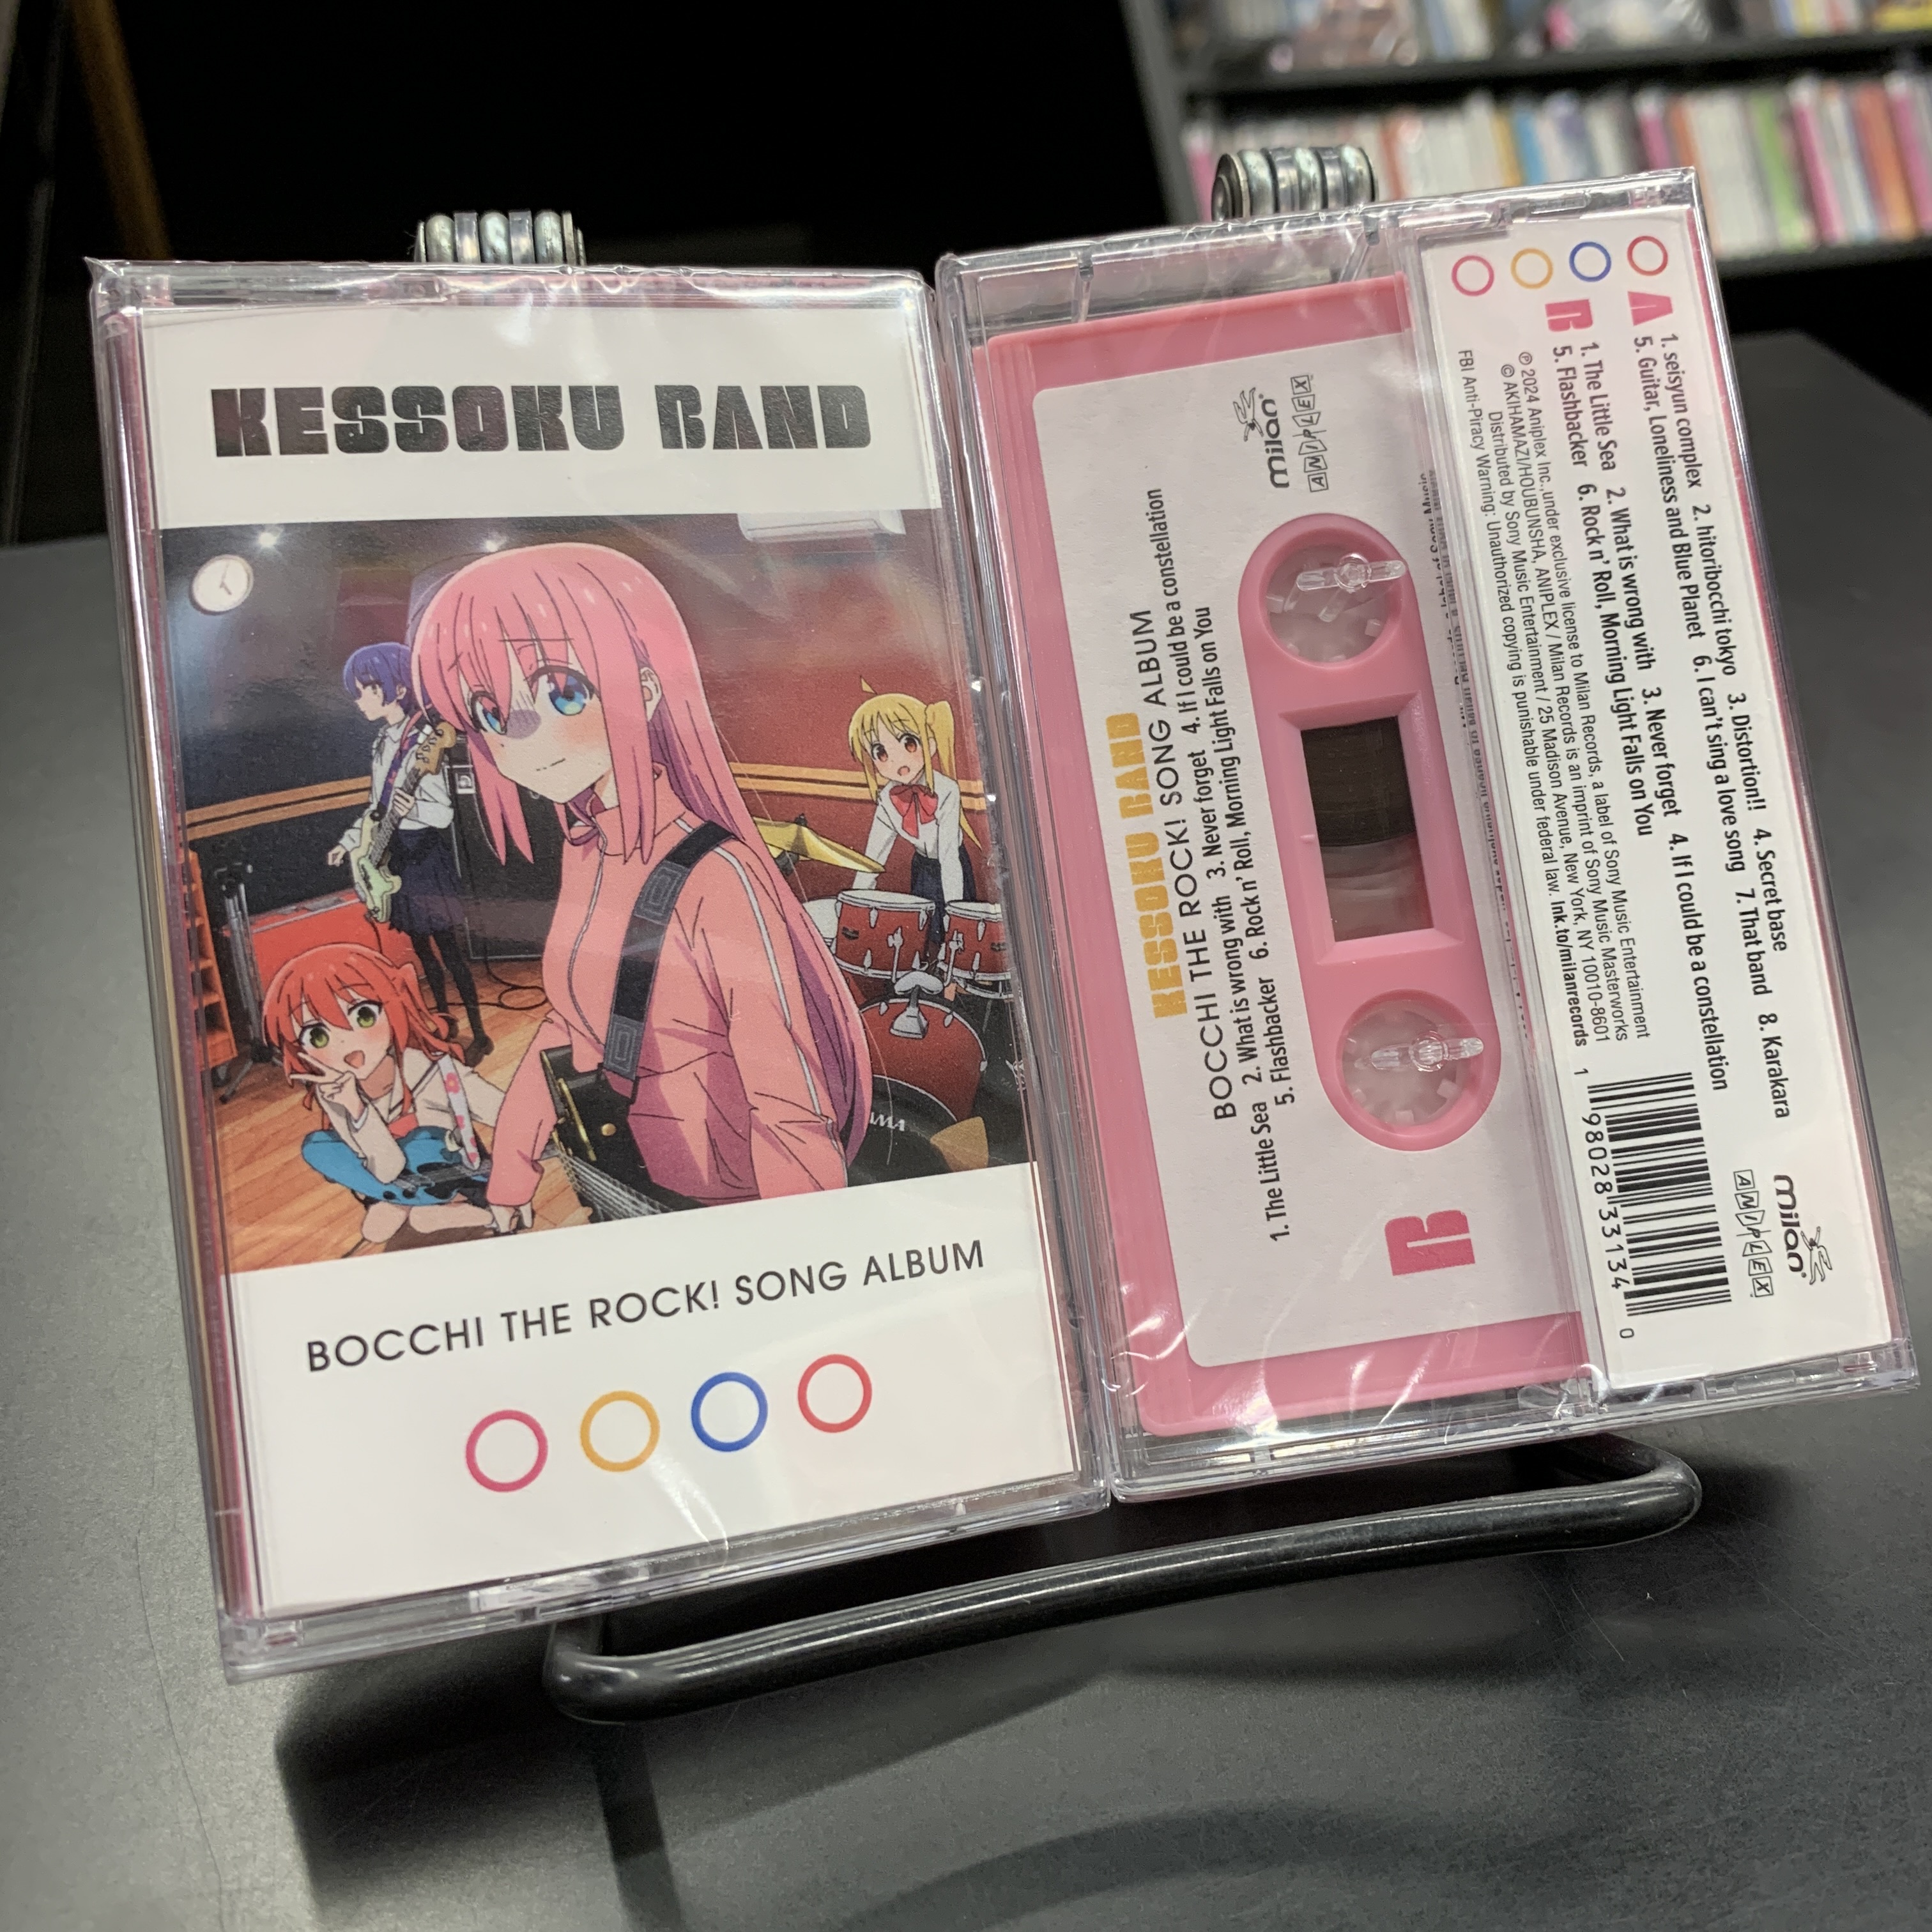 KESSOKU BAND
AMA
BOCCHI THE ROCK! SONG ALBUM
milan
ANIPLEX
KESSOKU BAND
BOCCHI THE ROCK! SONG ALBUM
1. The Little Sea 2. What is wrong with 3. Never forget 4. If I could be a constellation
5. Flashbacker 6. Rock n' Roll, Morning Light Falls on You
B
A
1. seisyun complex 2. hitoribocchi tokyo 3. Distortion!! 4. Secret base
5. Guitar, Loneliness and Blue Planet 6. I can't sing a love song 7. That band 8. Karakara
B
1. The Little Sea 2. What is wrong with 3. Never forget 4. If I could be a constellation
5. Flashbacker 6. Rock n' Roll, Morning Light Falls on You
℗ 2024 Aniplex Inc., under exclusive license to Milan Records, a label of Sony Music Entertainment
© AKIHAMAZI/HOUBUNSHA, ANIPLEX / Milan Records is an imprint of Sony Music Masterworks
Distributed by Sony Music Entertainment / 25 Madison Avenue, New York, NY 10010-8601
FBI Anti-Piracy Warning: Unauthorized copying is punishable under federal law. lnk.to/milanrecords
1 98028 33134 0
milan
ANIPLEX